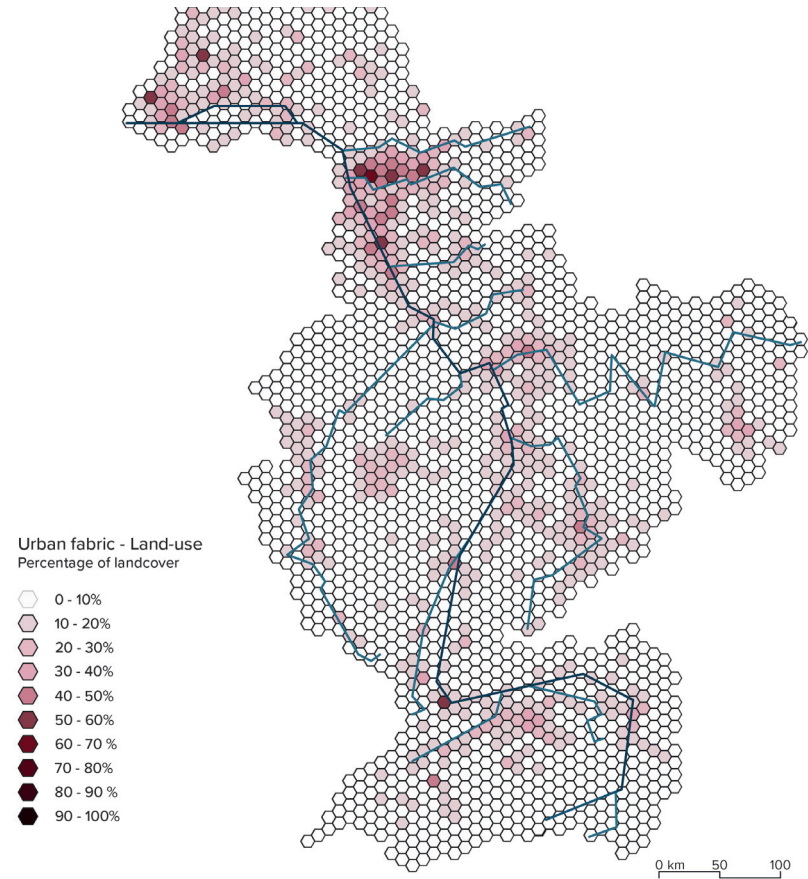 Urban fabric - Land-use
Percentage of landcover
0 - 10%
10 - 20%
20 - 30%
30 - 40%
40 - 50%
50 - 60%
60 - 70 %
70 - 80%
80 - 90 %
90 - 100%
0 km 50 100